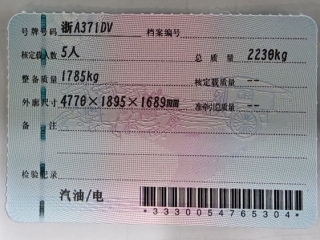 号牌号码 浙A371DV 档案编号
核定载人数 5人 总质量 2230kg
整备质量 1785kg 核定载质量 --
外廓尺寸 4770×1895×1689mm 准牵引总质量 --
备注
检验记录
汽油/电
*3330054765304*